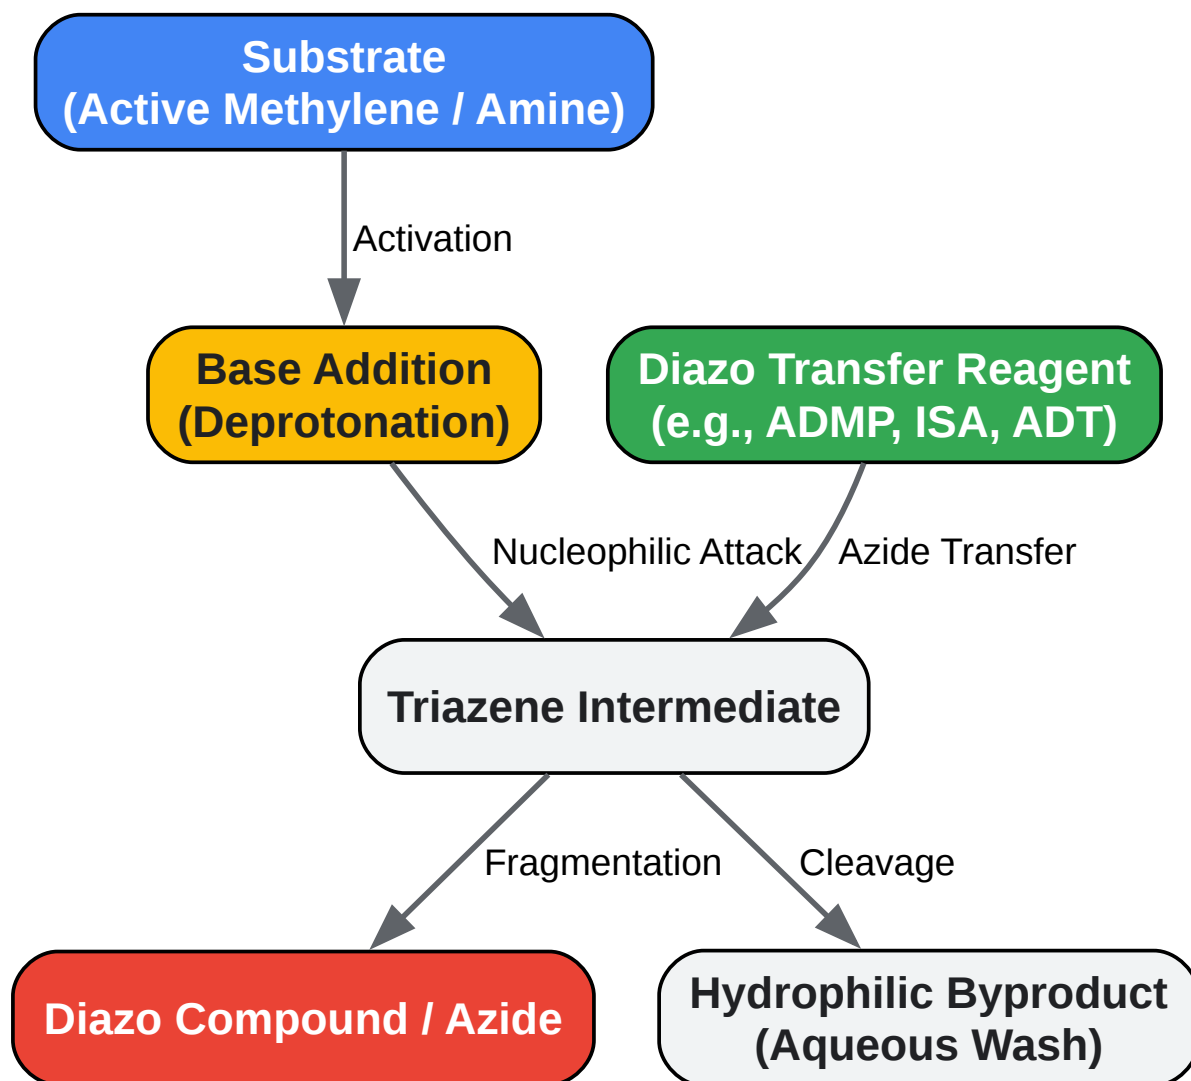 Substrate
(Active Methylene / Amine)
Activation
Base Addition
(Deprotonation)
Diazo Transfer Reagent
(e.g., ADMP, ISA, ADT)
Nucleophilic Attack
Azide Transfer
Triazene Intermediate
Fragmentation
Cleavage
Diazo Compound / Azide
Hydrophilic Byproduct
(Aqueous Wash)